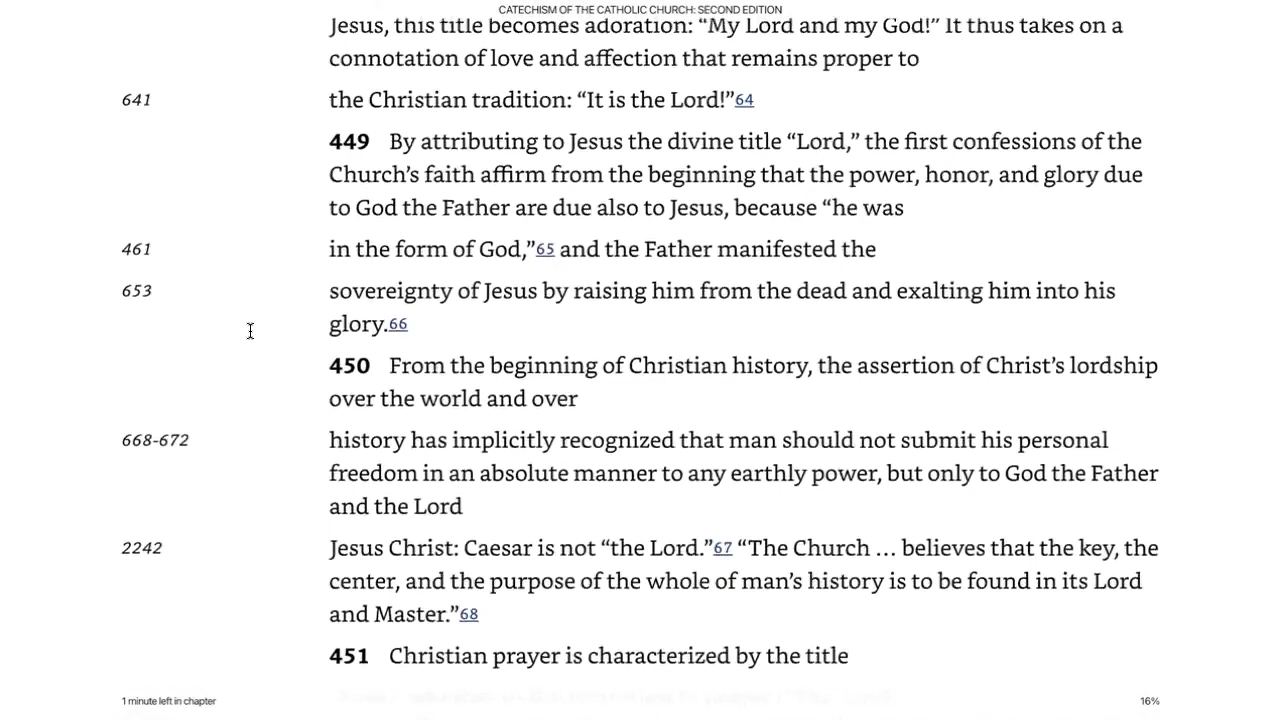 CATECHISM OF THE CATHOLIC CHURCH: SECOND EDITION
Jesus, this title becomes adoration: “My Lord and my God!” It thus takes on a
connotation of love and affection that remains proper to
641 the Christian tradition: “It is the Lord!”64
449 By attributing to Jesus the divine title “Lord,” the first confessions of the
Church’s faith affirm from the beginning that the power, honor, and glory due
to God the Father are due also to Jesus, because “he was
461 in the form of God,”65 and the Father manifested the
653 sovereignty of Jesus by raising him from the dead and exalting him into his
glory.66
450 From the beginning of Christian history, the assertion of Christ’s lordship
over the world and over
668-672 history has implicitly recognized that man should not submit his personal
freedom in an absolute manner to any earthly power, but only to God the Father
and the Lord
2242 Jesus Christ: Caesar is not “the Lord.”67 “The Church … believes that the key, the
center, and the purpose of the whole of man’s history is to be found in its Lord
and Master.”68
451 Christian prayer is characterized by the title
1 minute left in chapter 16%